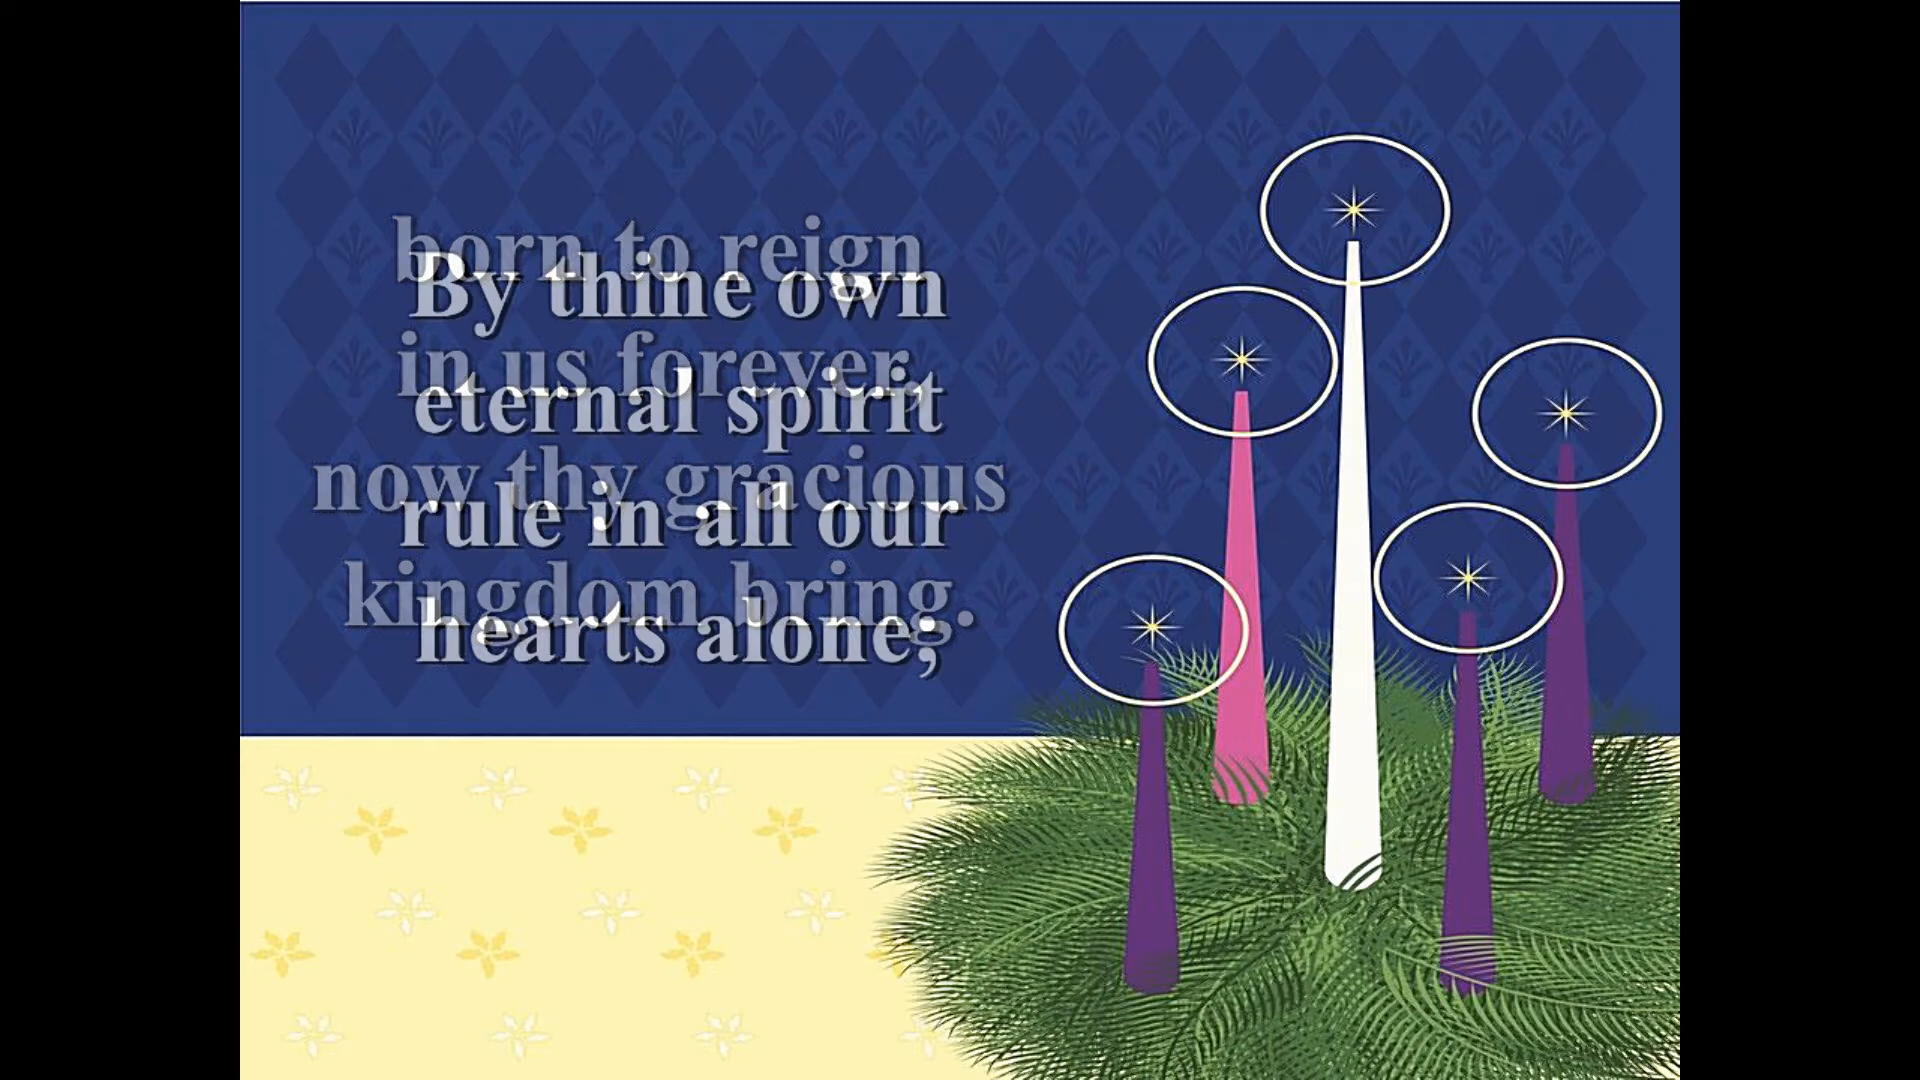 born to reign
in us forever,
now thy gracious
kingdom bring.
By thine own
eternal spirit
rule in all our
hearts alone;